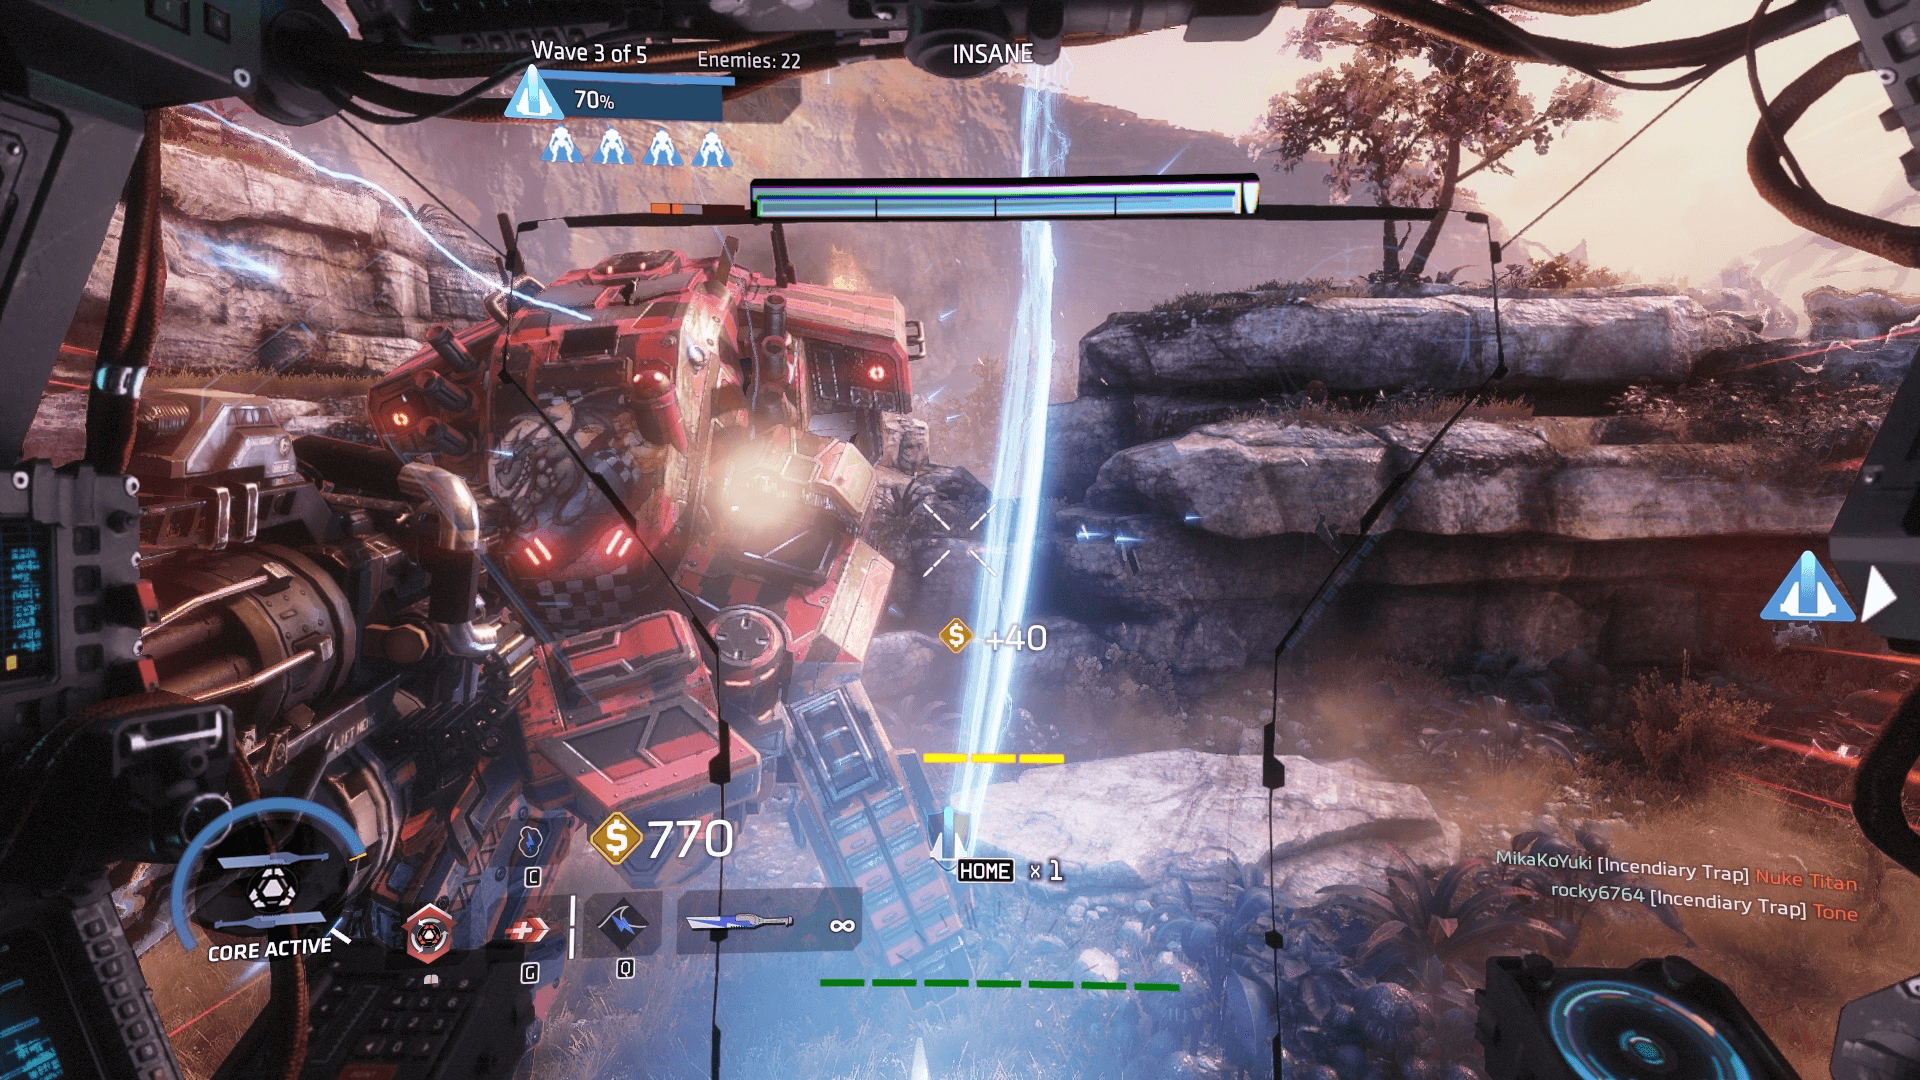 Wave 3 of 5
Enemies: 22
INSANE
70%
+40
770
HOME x 1
MikaKoYuki [Incendiary Trap] Nuke Titan
rocky6764 [Incendiary Trap] Tone
CORE ACTIVE
C
G
Q
∞